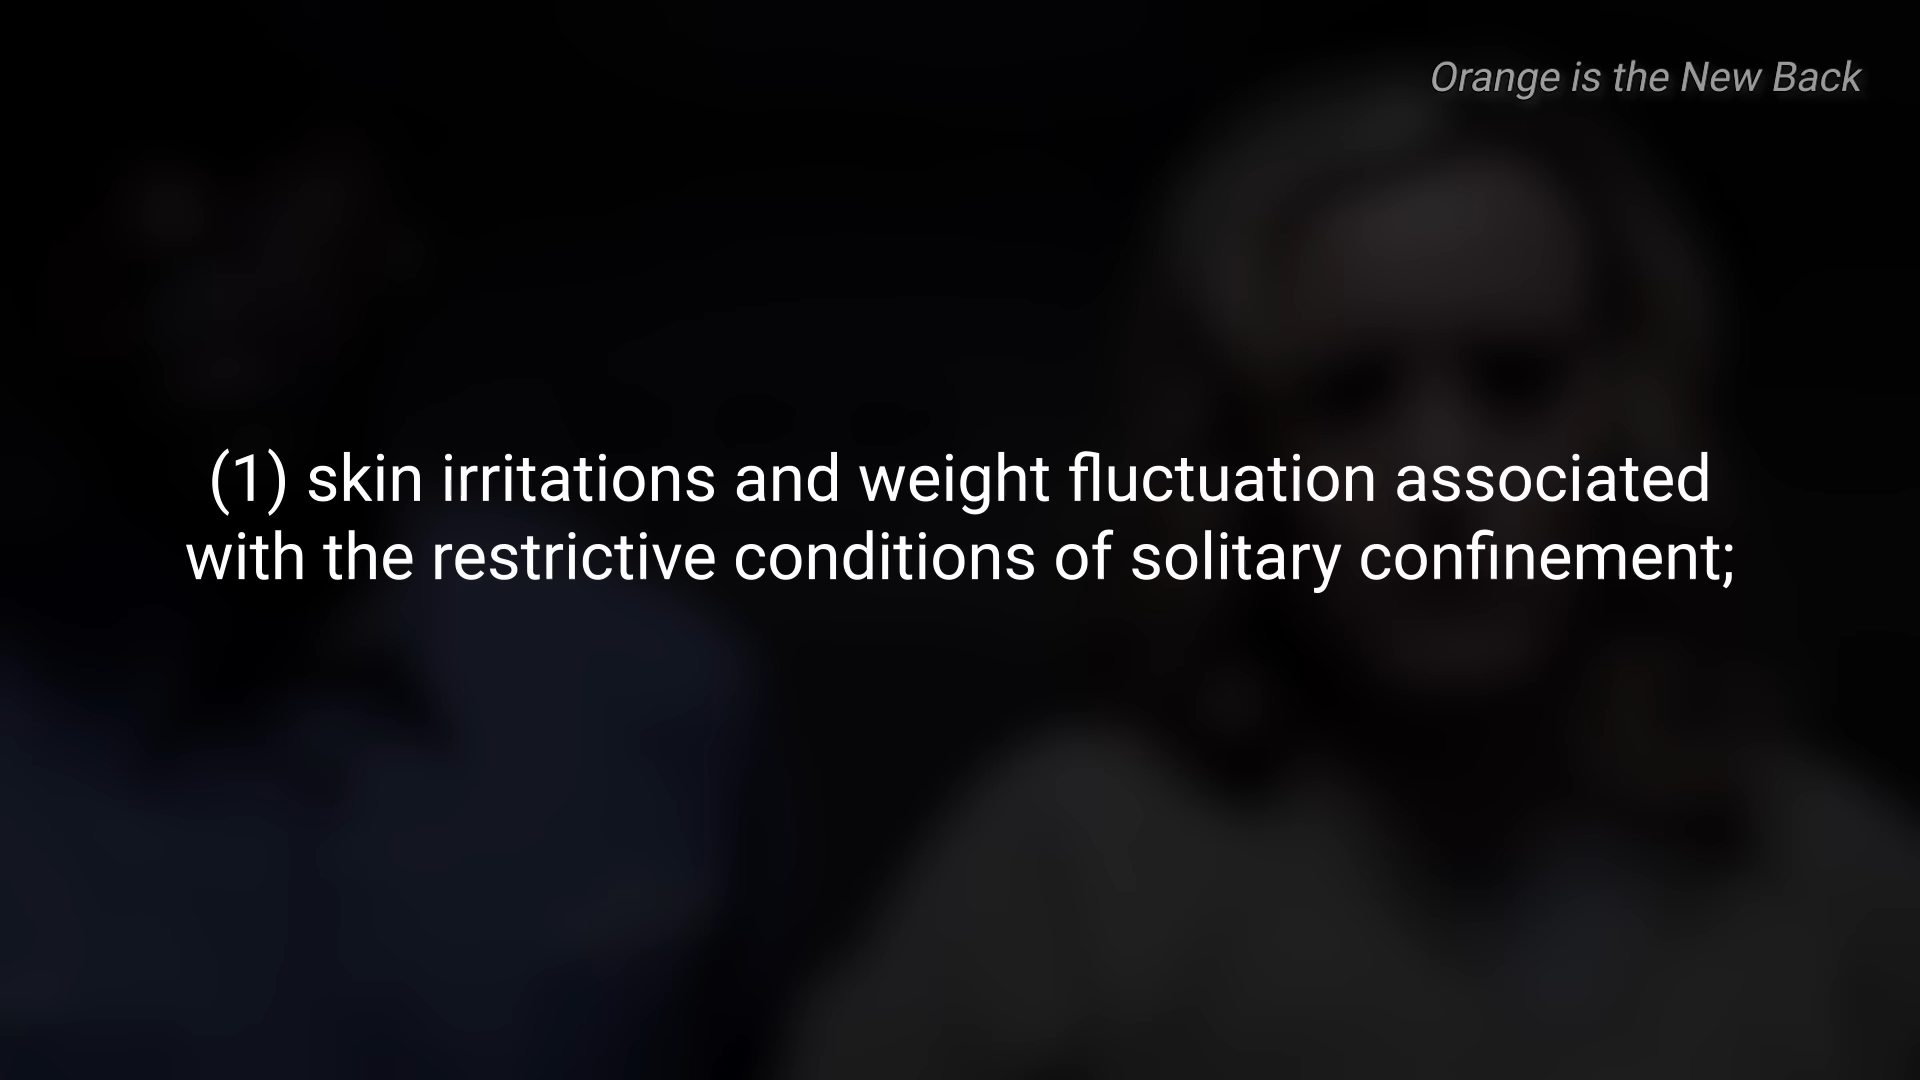 Orange is the New Back
(1) skin irritations and weight fluctuation associated
with the restrictive conditions of solitary confinement;